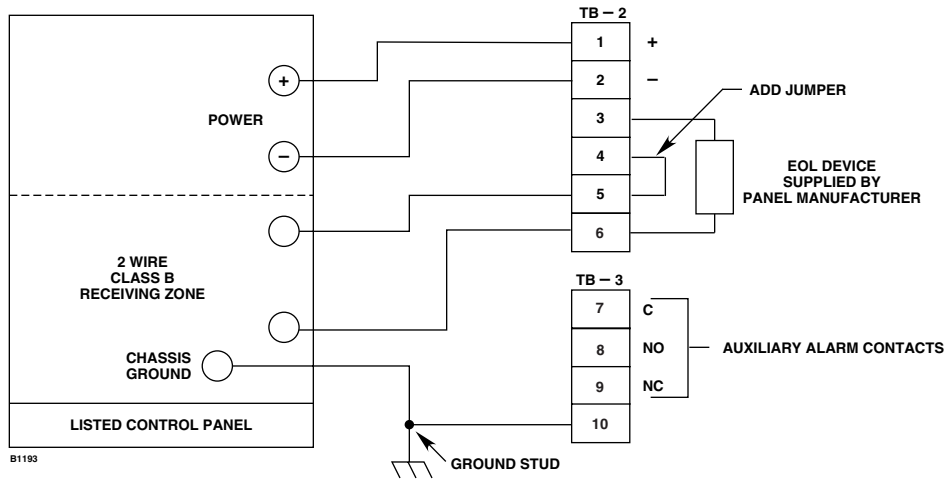 TB – 2
1 +
+
2 –
POWER
3
ADD JUMPER
–
4
5
EOL DEVICE
SUPPLIED BY
PANEL MANUFACTURER
6
2 WIRE
CLASS B
RECEIVING ZONE
TB – 3
7 C
8 NO
AUXILIARY ALARM CONTACTS
9 NC
CHASSIS
GROUND
10
LISTED CONTROL PANEL
GROUND STUD
B1193